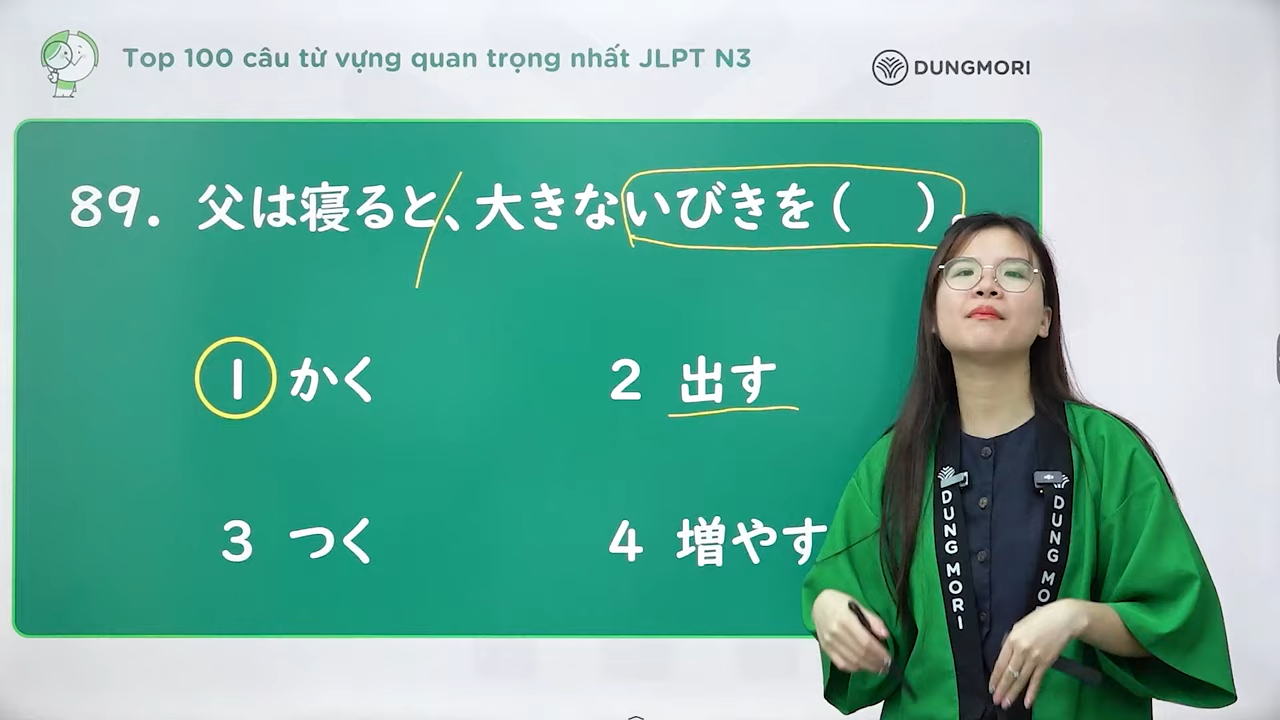 Top 100 câu từ vựng quan trọng nhất JLPT N3
DUNGMORI
89. 父は寝ると、大きないびきを(　)。
1 かく
2 出す
3 つく
4 増やす
DUNG MORI
DUNG MO